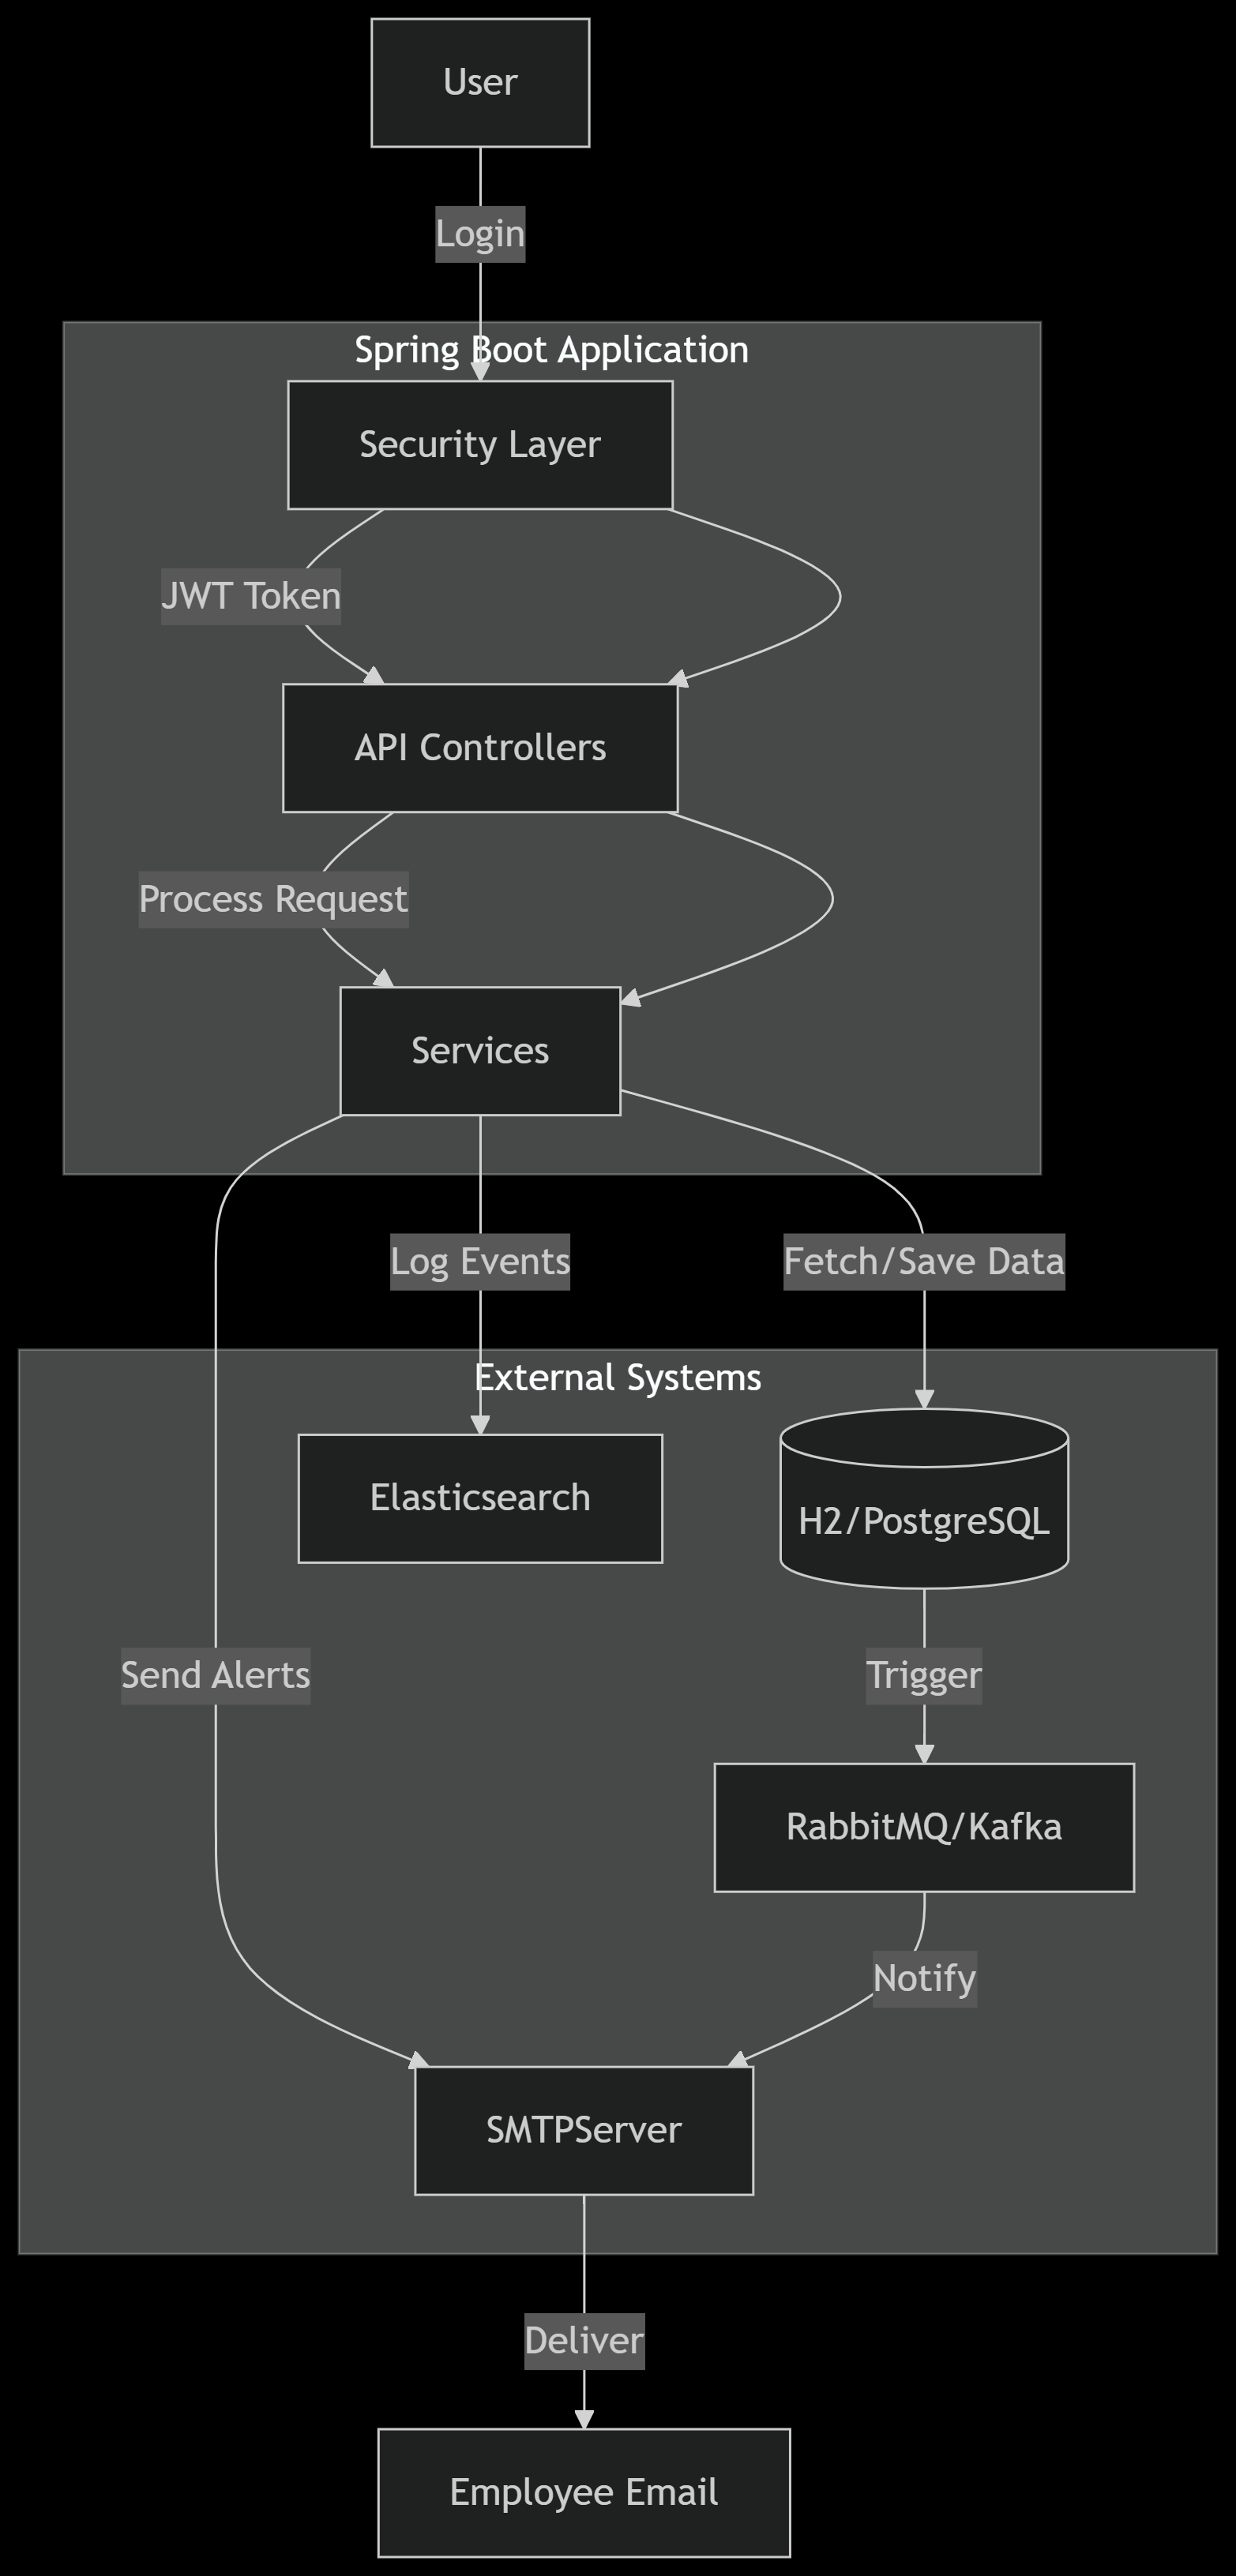 User
Login
Spring Boot Application
Security Layer
JWT Token
API Controllers
Process Request
Services
Log Events
Fetch/Save Data
External Systems
Elasticsearch
H2/PostgreSQL
Send Alerts
Trigger
RabbitMQ/Kafka
Notify
SMTPServer
Deliver
Employee Email